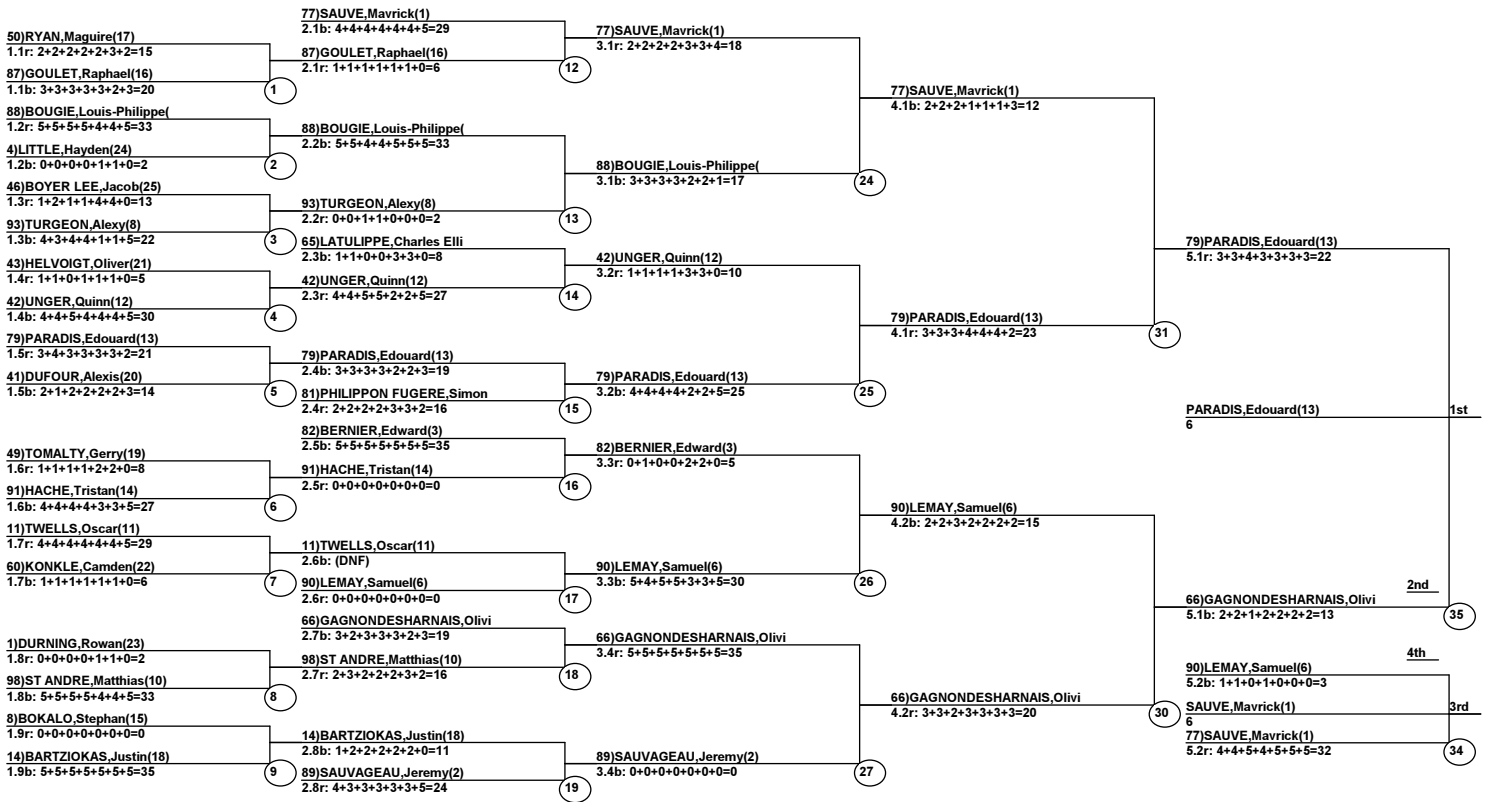 50)RYAN,Maguire(17)
1.1r: 2+2+2+2+2+3+2=15
87)GOULET,Raphael(16)
1.1b: 3+3+3+3+3+2+3=20
1
88)BOUGIE,Louis-Philippe(
1.2r: 5+5+5+5+4+4+5=33
4)LITTLE,Hayden(24)
1.2b: 0+0+0+0+1+1+0=2
2
46)BOYER LEE,Jacob(25)
1.3r: 1+2+1+1+4+4+0=13
93)TURGEON,Alexy(8)
1.3b: 4+3+4+4+1+1+5=22
3
43)HELVOIGT,Oliver(21)
1.4r: 1+1+0+1+1+1+0=5
42)UNGER,Quinn(12)
1.4b: 4+4+5+4+4+4+5=30
4
79)PARADIS,Edouard(13)
1.5r: 3+4+3+3+3+3+2=21
41)DUFOUR,Alexis(20)
1.5b: 2+1+2+2+2+2+3=14
5
49)TOMALTY,Gerry(19)
1.6r: 1+1+1+1+2+2+0=8
91)HACHE,Tristan(14)
1.6b: 4+4+4+4+3+3+5=27
6
11)TWELLS,Oscar(11)
1.7r: 4+4+4+4+4+4+5=29
60)KONKLE,Camden(22)
1.7b: 1+1+1+1+1+1+0=6
7
1)DURNING,Rowan(23)
1.8r: 0+0+0+0+1+1+0=2
98)ST ANDRE,Matthias(10)
1.8b: 5+5+5+5+4+4+5=33
8
8)BOKALO,Stephan(15)
1.9r: 0+0+0+0+0+0+0=0
14)BARTZIOKAS,Justin(18)
1.9b: 5+5+5+5+5+5+5=35
9
77)SAUVE,Mavrick(1)
2.1b: 4+4+4+4+4+4+5=29
87)GOULET,Raphael(16)
2.1r: 1+1+1+1+1+1+0=6
12
88)BOUGIE,Louis-Philippe(
2.2b: 5+5+4+4+5+5+5=33
93)TURGEON,Alexy(8)
2.2r: 0+0+1+1+0+0+0=2
13
65)LATULIPPE,Charles Elli
2.3b: 1+1+0+0+3+3+0=8
42)UNGER,Quinn(12)
2.3r: 4+4+5+5+2+2+5=27
14
79)PARADIS,Edouard(13)
2.4b: 3+3+3+3+2+2+3=19
81)PHILIPPON FUGERE,Simon
2.4r: 2+2+2+2+3+3+2=16
15
82)BERNIER,Edward(3)
2.5b: 5+5+5+5+5+5+5=35
91)HACHE,Tristan(14)
2.5r: 0+0+0+0+0+0+0=0
16
11)TWELLS,Oscar(11)
2.6b: (DNF)
90)LEMAY,Samuel(6)
2.6r: 0+0+0+0+0+0+0=0
17
66)GAGNONDESHARNAIS,Olivi
2.7b: 3+2+3+3+3+2+3=19
98)ST ANDRE,Matthias(10)
2.7r: 2+3+2+2+2+3+2=16
18
14)BARTZIOKAS,Justin(18)
2.8b: 1+2+2+2+2+2+0=11
89)SAUVAGEAU,Jeremy(2)
2.8r: 4+3+3+3+3+3+5=24
19
77)SAUVE,Mavrick(1)
3.1r: 2+2+2+2+3+3+4=18
88)BOUGIE,Louis-Philippe(
3.1b: 3+3+3+3+2+2+1=17
24
42)UNGER,Quinn(12)
3.2r: 1+1+1+1+3+3+0=10
79)PARADIS,Edouard(13)
3.2b: 4+4+4+4+2+2+5=25
25
82)BERNIER,Edward(3)
3.3r: 0+1+0+0+2+2+0=5
90)LEMAY,Samuel(6)
3.3b: 5+4+5+5+3+3+5=30
26
66)GAGNONDESHARNAIS,Olivi
3.4r: 5+5+5+5+5+5+5=35
89)SAUVAGEAU,Jeremy(2)
3.4b: 0+0+0+0+0+0+0=0
27
77)SAUVE,Mavrick(1)
4.1b: 2+2+2+1+1+1+3=12
79)PARADIS,Edouard(13)
4.1r: 3+3+3+4+4+4+2=23
31
90)LEMAY,Samuel(6)
4.2b: 2+2+3+2+2+2+2=15
66)GAGNONDESHARNAIS,Olivi
4.2r: 3+3+2+3+3+3+3=20
30
79)PARADIS,Edouard(13)
5.1r: 3+3+4+3+3+3+3=22
PARADIS,Edouard(13)
1st
6
2nd
66)GAGNONDESHARNAIS,Olivi
5.1b: 2+2+1+2+2+2+2=13
35
4th
90)LEMAY,Samuel(6)
5.2b: 1+1+0+1+0+0+0=3
SAUVE,Mavrick(1)
3rd
6
77)SAUVE,Mavrick(1)
5.2r: 4+4+5+4+5+5+5=32
34